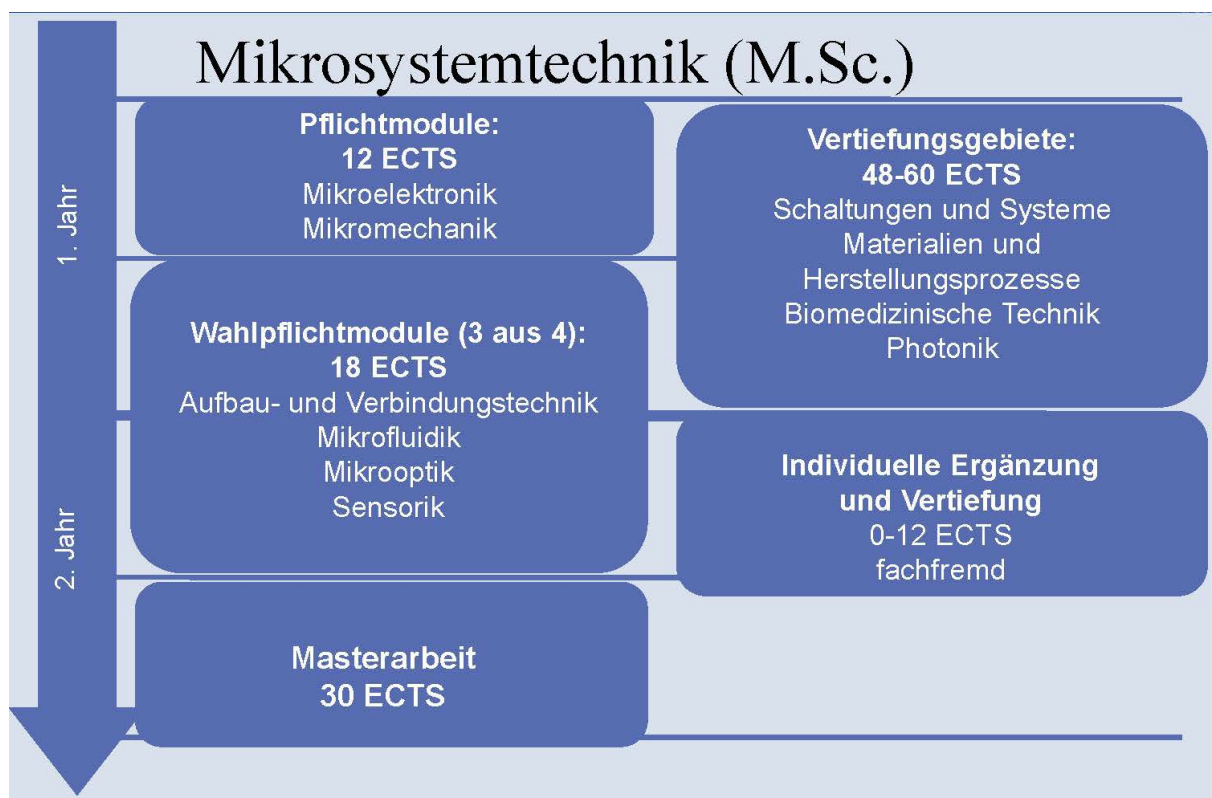 Mikrosystemtechnik (M.Sc.)
1. Jahr
Pflichtmodule:
12 ECTS
Mikroelektronik
Mikromechanik
Vertiefungsgebiete:
48-60 ECTS
Schaltungen und Systeme
Materialien und
Herstellungsprozesse
Biomedizinische Technik
Photonik
Wahlpflichtmodule (3 aus 4):
18 ECTS
Aufbau- und Verbindungstechnik
Mikrofluidik
Mikrooptik
Sensorik
2. Jahr
Individuelle Ergänzung
und Vertiefung
0-12 ECTS
fachfremd
Masterarbeit
30 ECTS